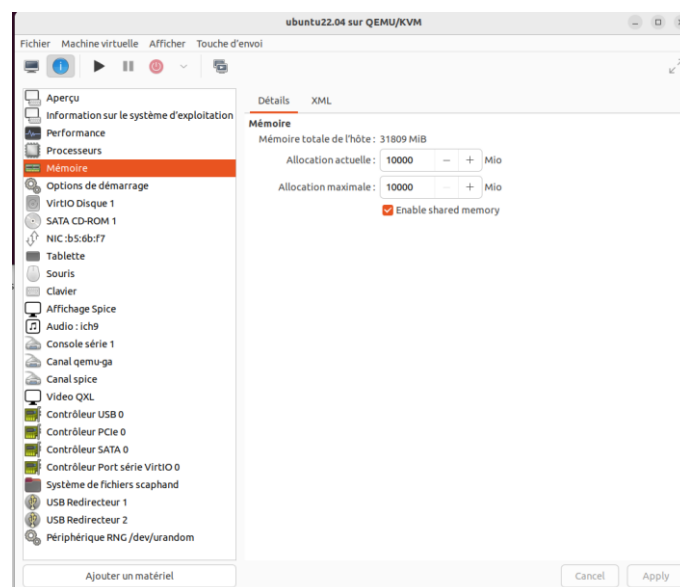 ubuntu22.04 sur QEMU/KVM
Fichier Machine virtuelle Afficher Touche d'envoi
Aperçu
Information sur le système d'exploitation
Performance
Processeurs
Mémoire
Options de démarrage
VirtIO Disque 1
SATA CD-ROM 1
NIC :b5:6b:f7
Tablette
Souris
Clavier
Affichage Spice
Audio : ich9
Console série 1
Canal qemu-ga
Canal spice
Video QXL
Contrôleur USB 0
Contrôleur PCIe 0
Contrôleur SATA 0
Contrôleur Port série VirtIO 0
Système de fichiers scaphand
USB Redirecteur 1
USB Redirecteur 2
Périphérique RNG /dev/urandom
Ajouter un matériel
Détails XML
Mémoire
Mémoire totale de l'hôte : 31809 MiB
Allocation actuelle : 10000 − + Mio
Allocation maximale : 10000 − + Mio
Enable shared memory
Cancel Apply